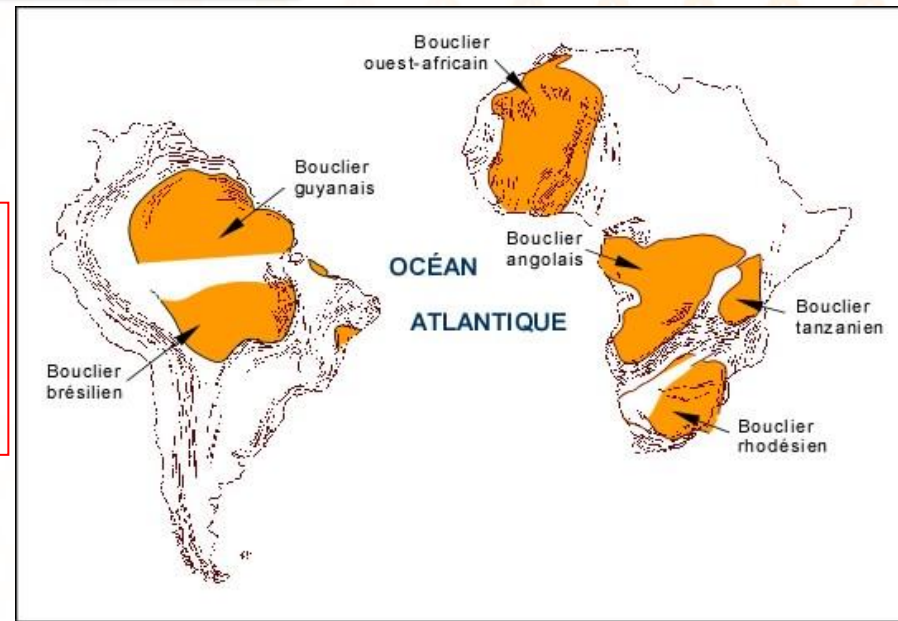 Bouclier
ouest-africain
Bouclier
guyanais
Bouclier
angolais
OCÉAN
ATLANTIQUE
Bouclier
tanzanien
Bouclier
brésilien
Bouclier
rhodésien